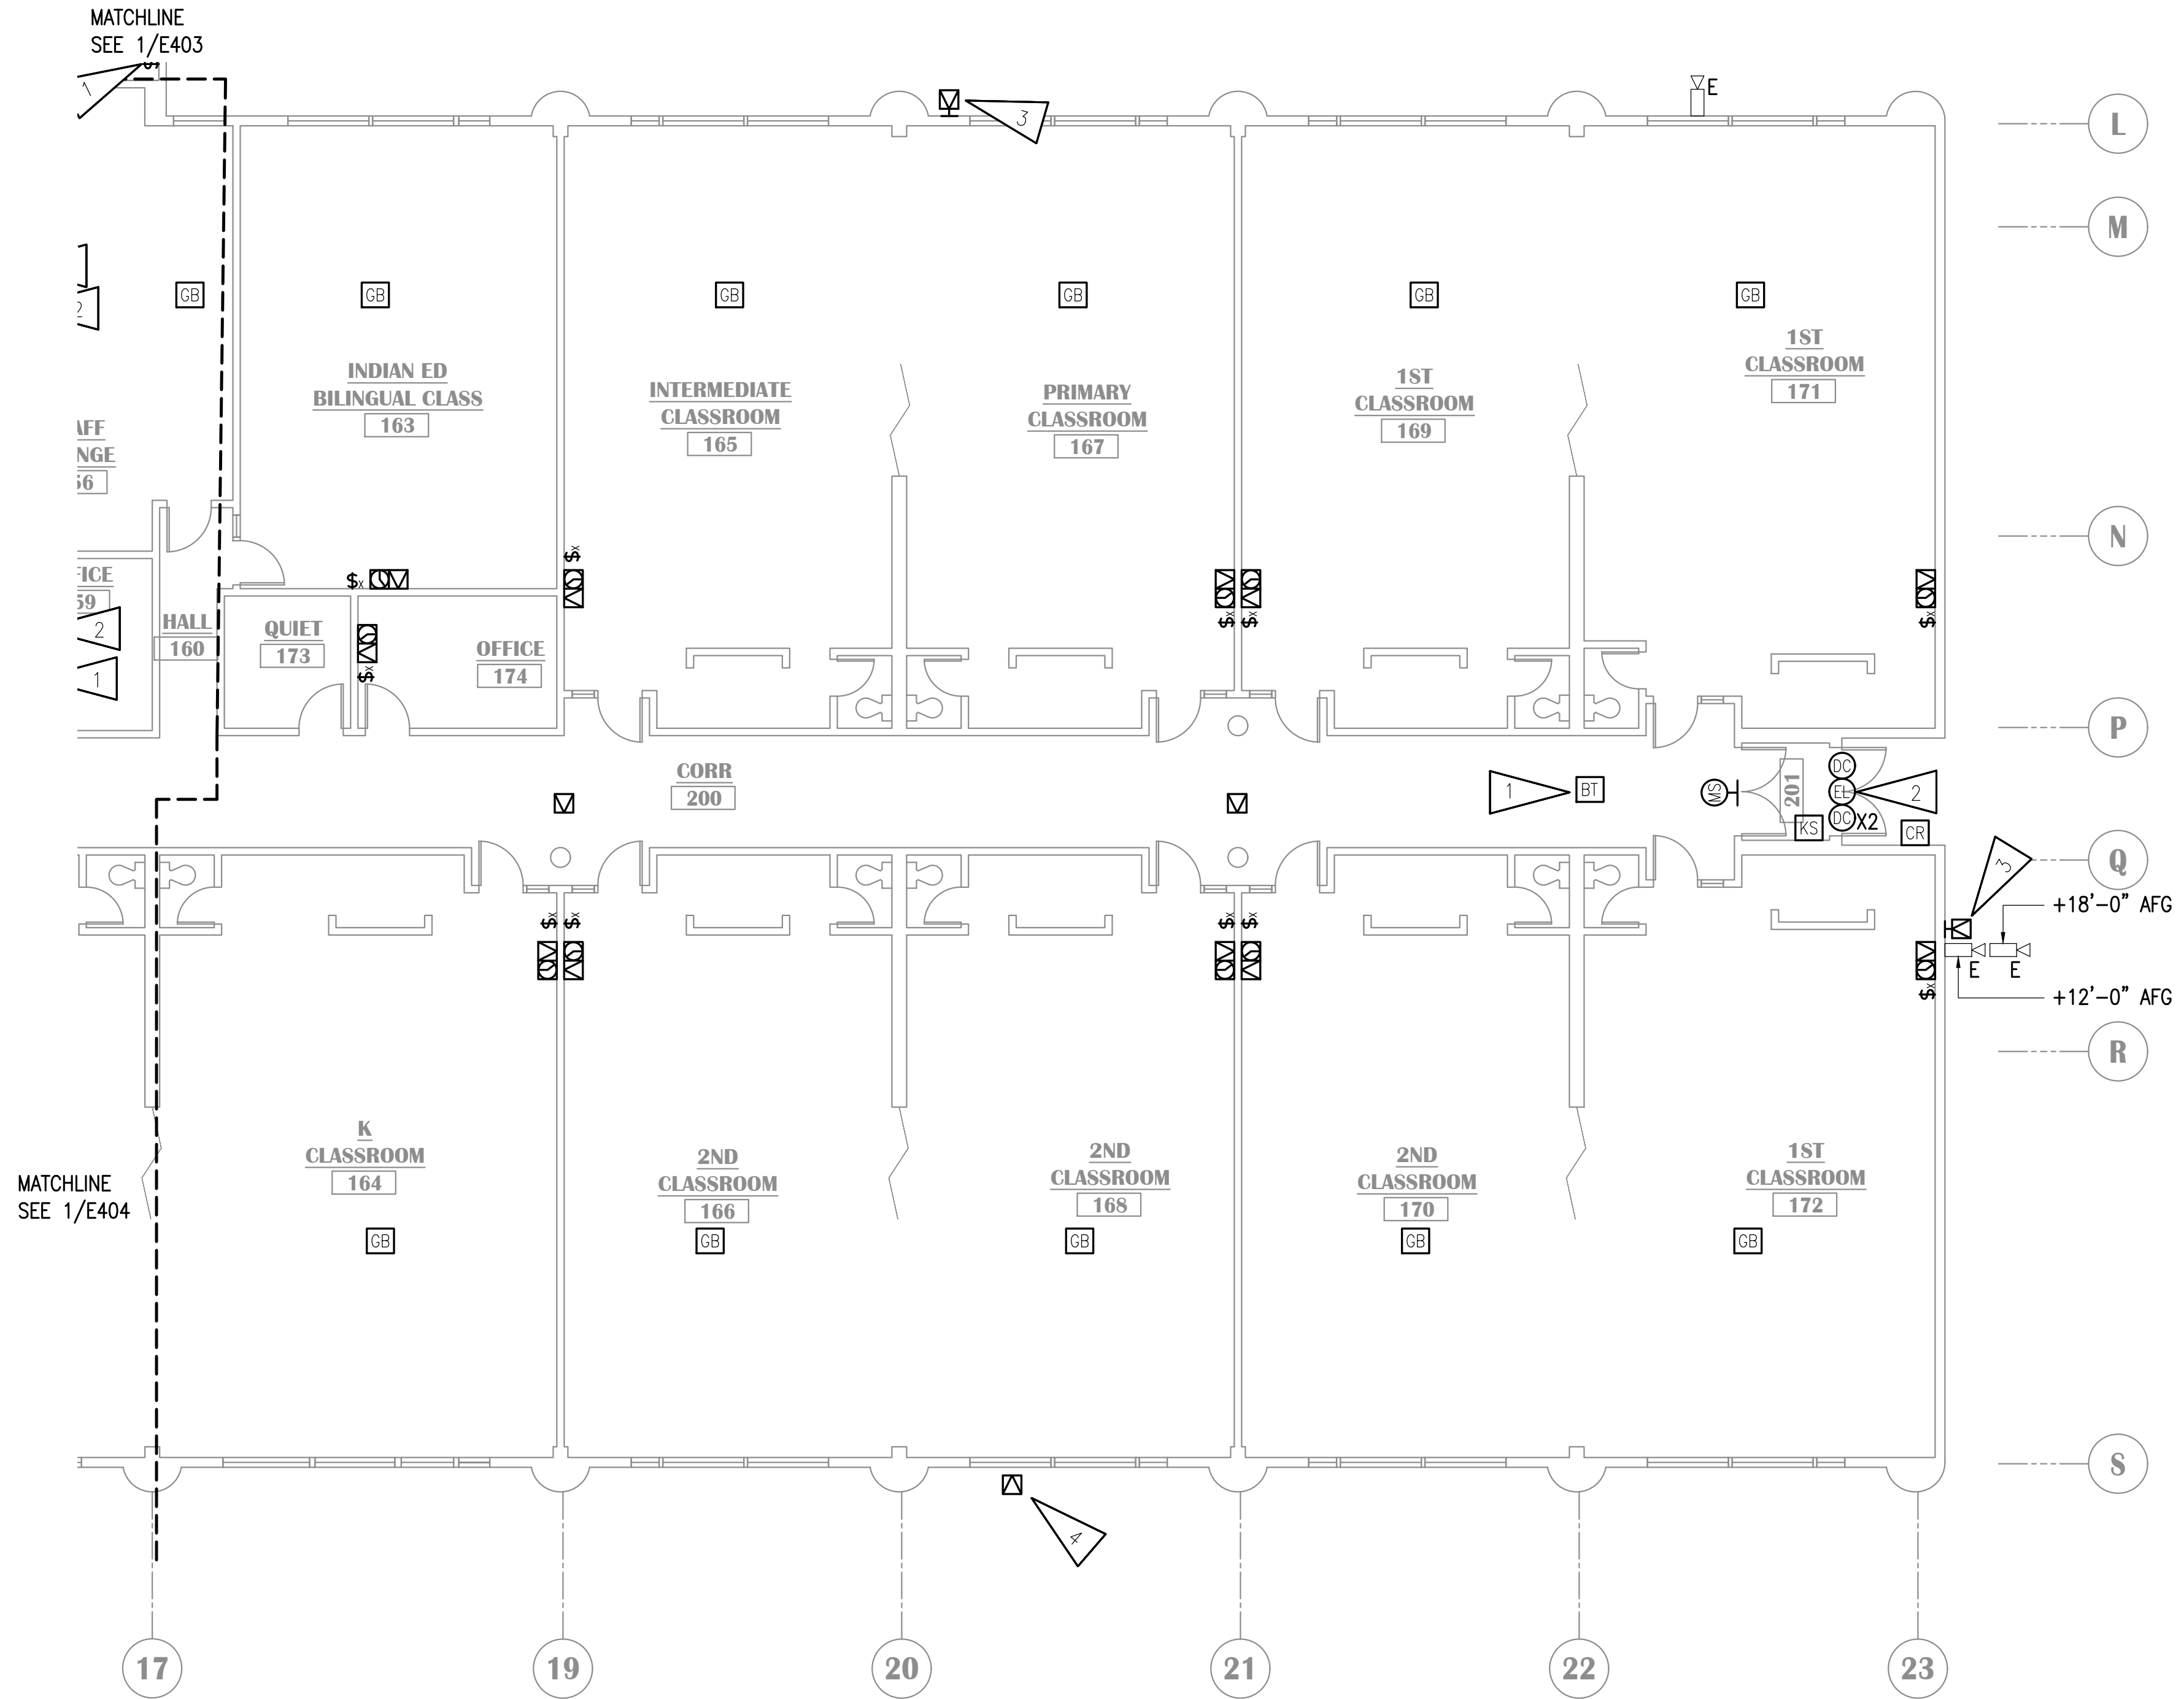 MATCHLINE
SEE 1/E403
1
3
E
L
M
GB
GB
GB
GB
GB
GB
2
INDIAN ED
BILINGUAL CLASS
163
INTERMEDIATE
CLASSROOM
165
PRIMARY
CLASSROOM
167
1ST
CLASSROOM
169
1ST
CLASSROOM
171
AFF
NGE
56
N
$x
$x
FICE
59
2
1
HALL
160
QUIET
173
$x
OFFICE
174
$x
$x
$x
P
CORR
200
1
BT
MS
201
DC
EL
DC
X2
2
KS
CR
3
Q
+18'-0" AFG
E
E
+12'-0" AFG
$x
$x
$x
$x
$x
R
K
CLASSROOM
164
2ND
CLASSROOM
166
2ND
CLASSROOM
168
2ND
CLASSROOM
170
1ST
CLASSROOM
172
MATCHLINE
SEE 1/E404
GB
GB
GB
GB
GB
S
4
17
19
20
21
22
23